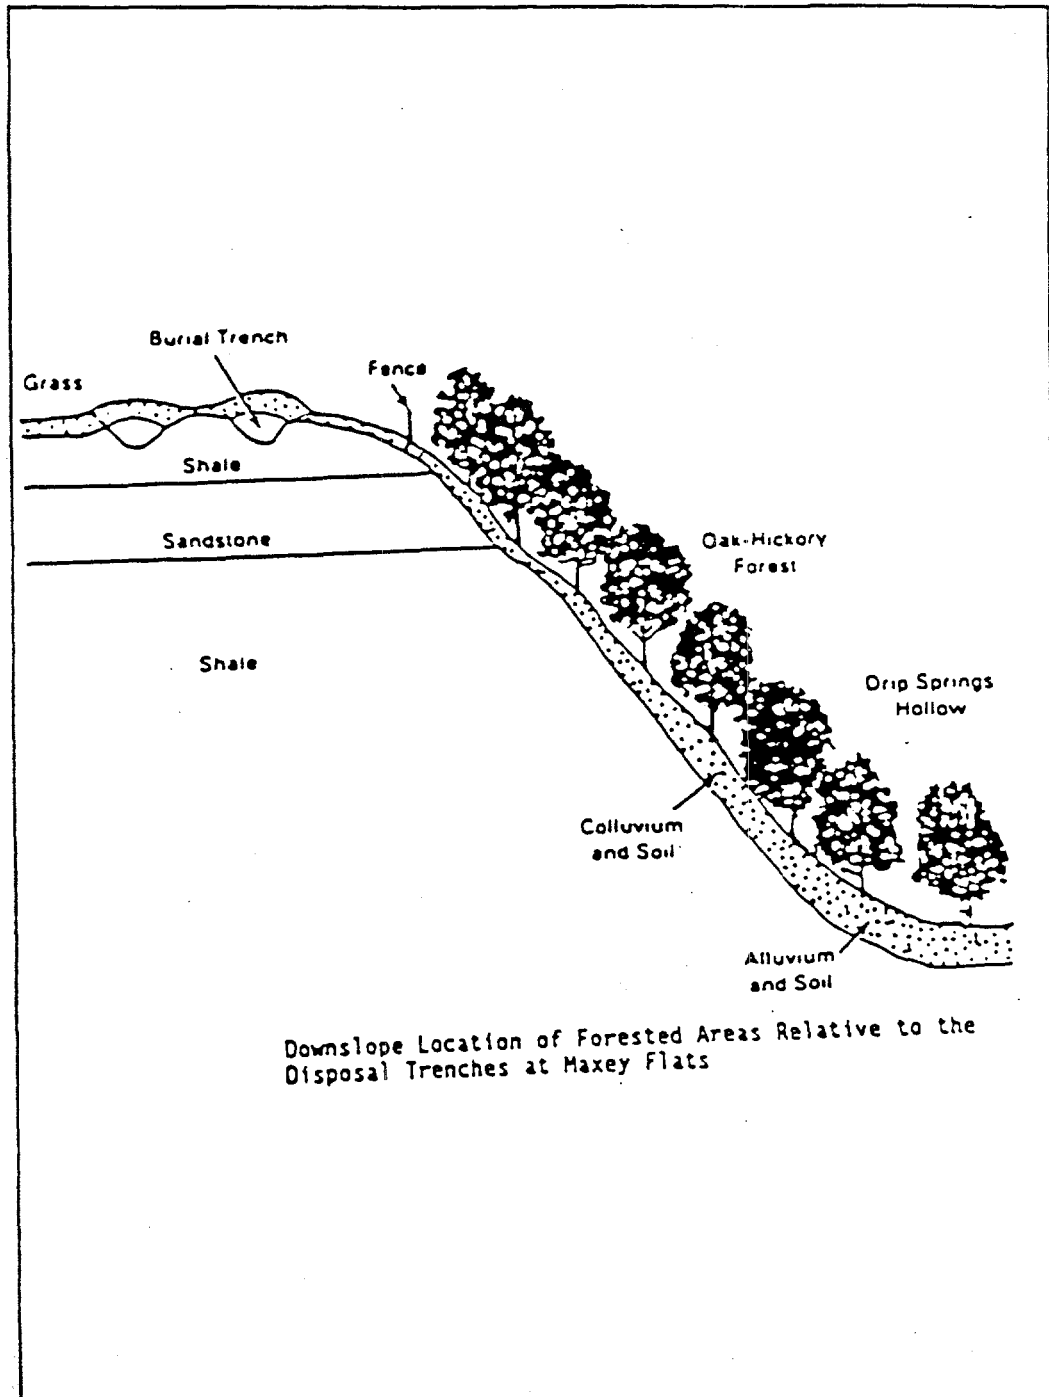 Burial Trench
Grass
Fence
Shale
Sandstone
Oak-Hickory
Forest
Shale
Drip Springs
Hollow
Colluvium
and Soil
Alluvium
and Soil
Downslope Location of Forested Areas Relative to the
Disposal Trenches at Maxey Flats